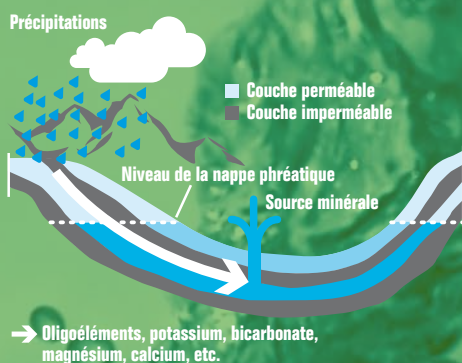 Précipitations
Couche perméable
Couche imperméable
Niveau de la nappe phréatique
Source minérale
Oligoéléments, potassium, bicarbonate,
magnésium, calcium, etc.